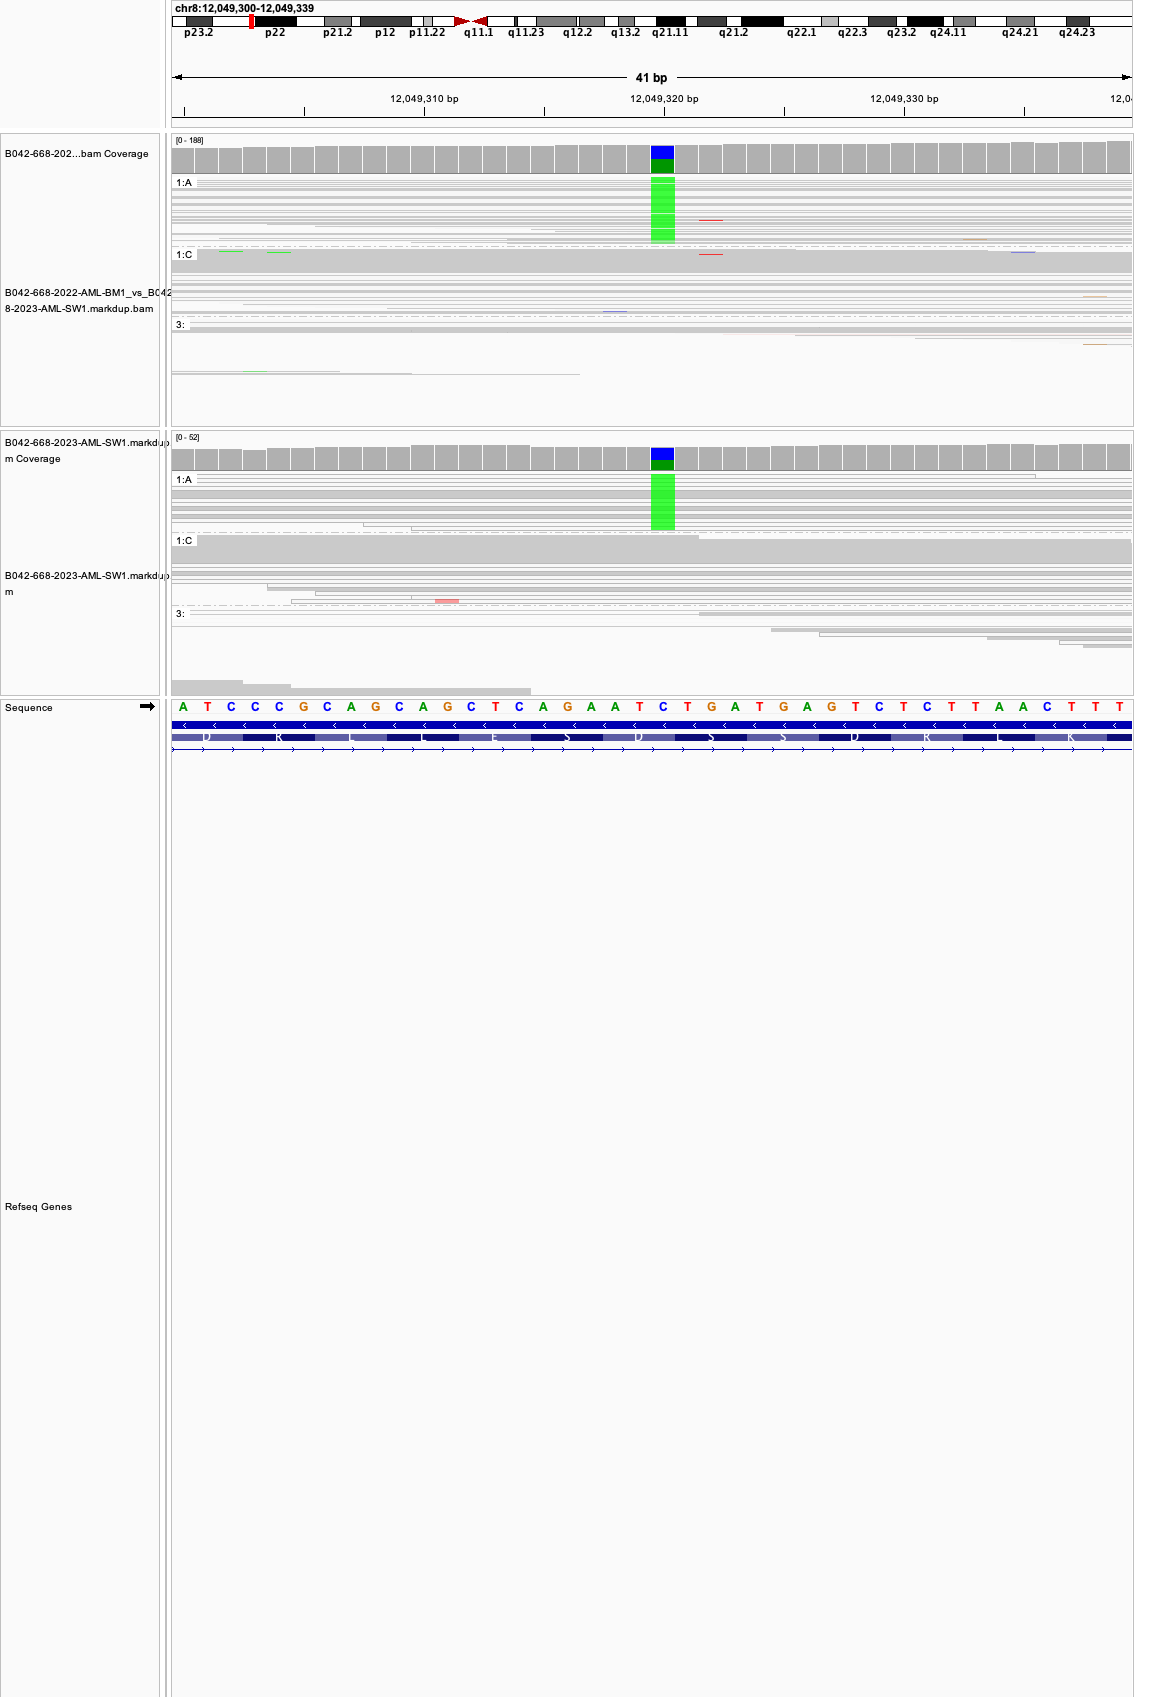 chr8:12,049,300-12,049,339
p23.2 p22 p21.2 p12 p11.22 q11.1 q11.23 q12.2 q13.2 q21.11 q21.2 q22.1 q22.3 q23.2 q24.11 q24.21 q24.23
41 bp
12,049,310 bp 12,049,320 bp 12,049,330 bp 12,0
[0 - 188]
B042-668-202...bam Coverage
1:A
1:C
B042-668-2022-AML-BM1_vs_B042
8-2023-AML-SW1.markdup.bam
3:
[0 - 52]
B042-668-2023-AML-SW1.markdup
m Coverage
1:A
1:C
B042-668-2023-AML-SW1.markdup
m
3:
Sequence A T C C C G C A G C A G C T C A G A A T C T G A T G A G T C T C T T A A C T T T
D R L L E S D S S D R L K
Refseq Genes